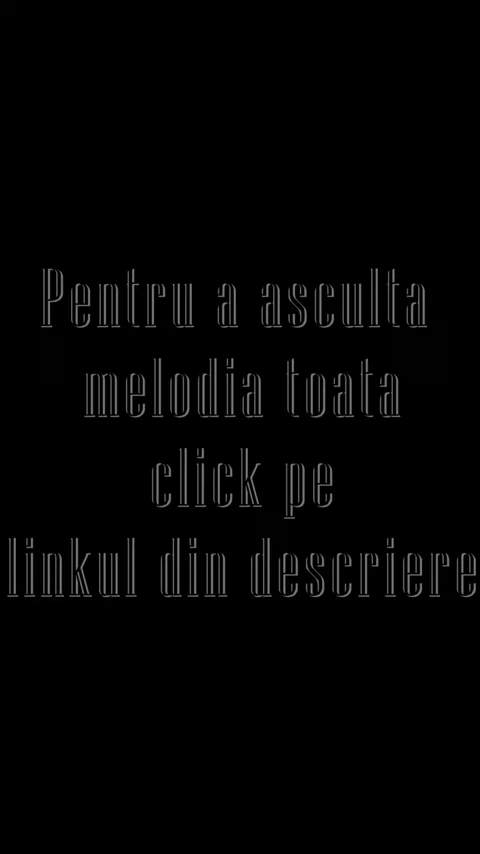 Pentru a asculta
melodia toata
click pe
linkul din descriere